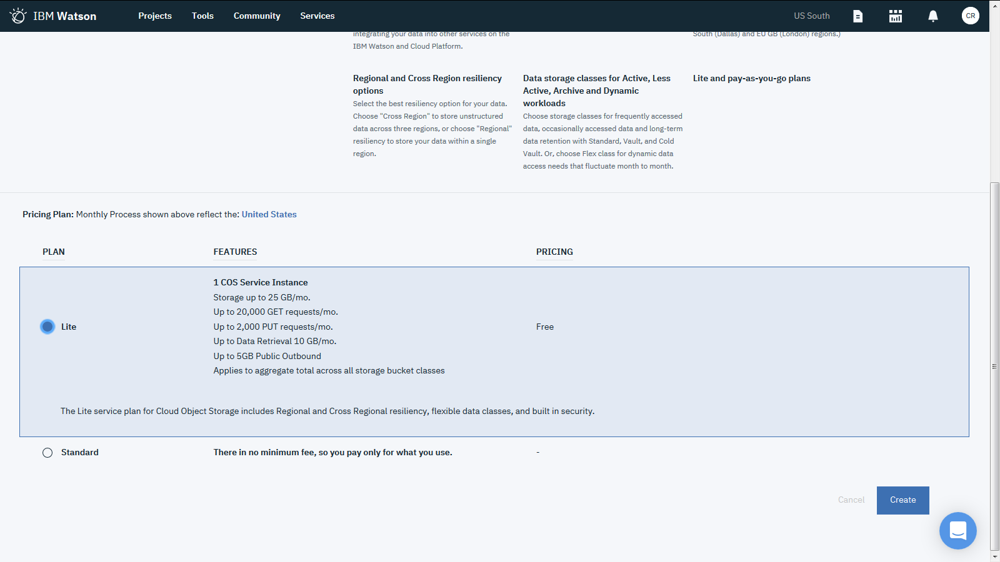 IBM Watson
Projects
Tools
Community
Services
US South
CR
integrating your data into other services on the
IBM Watson and Cloud Platform.
South (Dallas) and EU GB (London) regions.)
Regional and Cross Region resiliency
options
Select the best resiliency option for your data.
Choose "Cross Region" to store unstructured
data across three regions, or choose "Regional"
resiliency to store your data within a single
region.
Data storage classes for Active, Less
Active, Archive and Dynamic
workloads
Choose storage classes for frequently accessed
data, occasionally accessed data and long-term
data retention with Standard, Vault, and Cold
Vault. Or, choose Flex class for dynamic data
access needs that fluctuate month to month.
Lite and pay-as-you-go plans
Pricing Plan: Monthly Process shown above reflect the: United States
PLAN
FEATURES
PRICING
1 COS Service Instance
Storage up to 25 GB/mo.
Up to 20,000 GET requests/mo.
Lite
Up to 2,000 PUT requests/mo.
Free
Up to Data Retrieval 10 GB/mo.
Up to 5GB Public Outbound
Applies to aggregate total across all storage bucket classes
The Lite service plan for Cloud Object Storage includes Regional and Cross Regional resiliency, flexible data classes, and built in security.
Standard
There in no minimum fee, so you pay only for what you use.
-
Cancel
Create